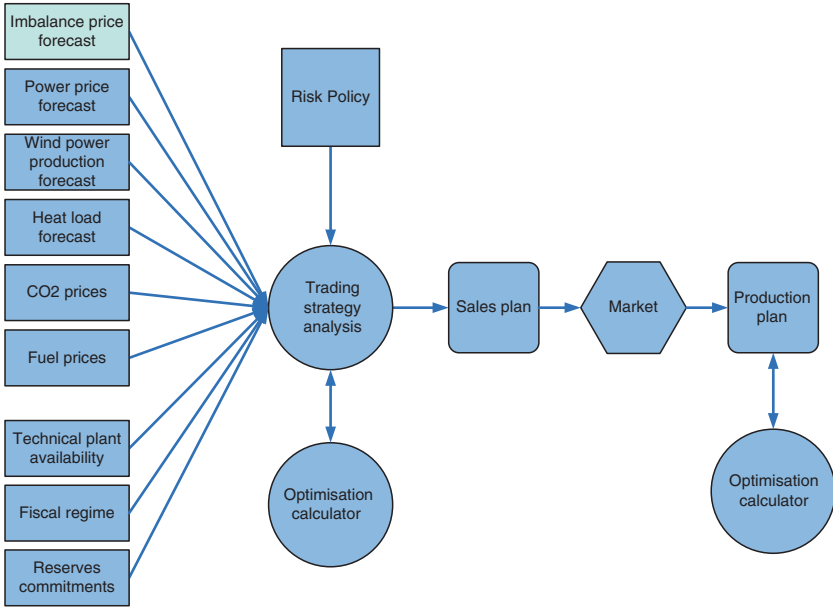 Imbalance price
forecast
Power price
forecast
Wind power
production
forecast
Heat load
forecast
CO2 prices
Fuel prices
Technical plant
availability
Fiscal regime
Reserves
commitments
Risk Policy
Trading
strategy
analysis
Optimisation
calculator
Sales plan
Market
Production
plan
Optimisation
calculator